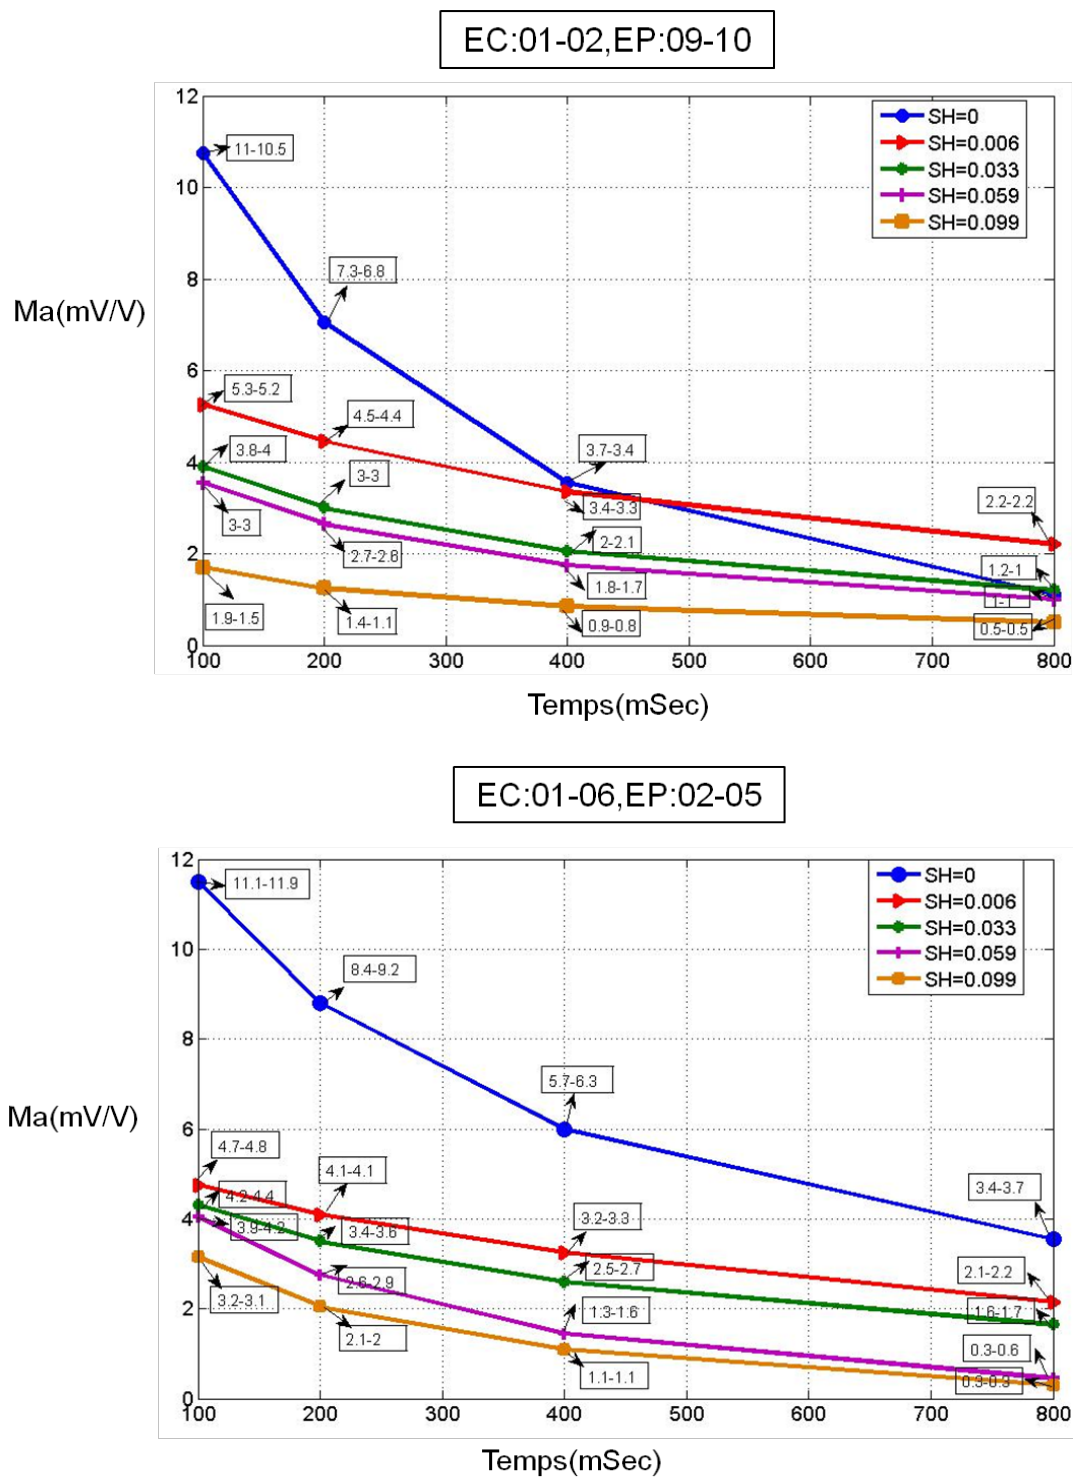 EC:01-02,EP:09-10
12
10
8
6
4
2
0
Ma(mV/V)
SH=0
SH=0.006
SH=0.033
SH=0.059
SH=0.099
11-10.5
7.3-6.8
5.3-5.2
4.5-4.4
3.8-4
3-3
3.7-3.4
3.4-3.3
2.2-2.2
3-3
2.7-2.6
2-2.1
1.8-1.7
1.2-1
1-1
1.9-1.5
1.4-1.1
0.9-0.8
0.5-0.5
100 200 300 400 500 600 700 800
Temps(mSec)
EC:01-06,EP:02-05
12
10
8
6
4
2
0
Ma(mV/V)
SH=0
SH=0.006
SH=0.033
SH=0.059
SH=0.099
11.1-11.9
8.4-9.2
5.7-6.3
3.4-3.7
4.7-4.8
4.1-4.1
4.2-4.4
3.9-4.2
3.4-3.6
3.2-3.3
2.6-2.9
2.5-2.7
2.1-2.2
3.2-3.1
2.1-2
1.3-1.6
1.6-1.7
1.1-1.1
0.3-0.6
0.3-0.3
100 200 300 400 500 600 700 800
Temps(mSec)